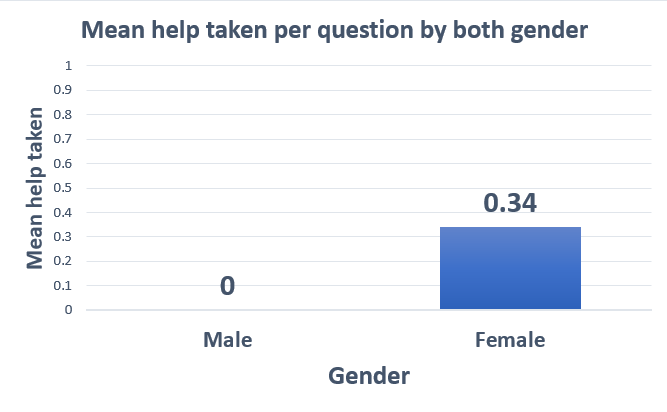 Mean help taken per question by both gender
Mean help taken
1
0.9
0.8
0.7
0.6
0.5
0.4
0.3
0.2
0.1
0
0
0.34
Male
Female
Gender